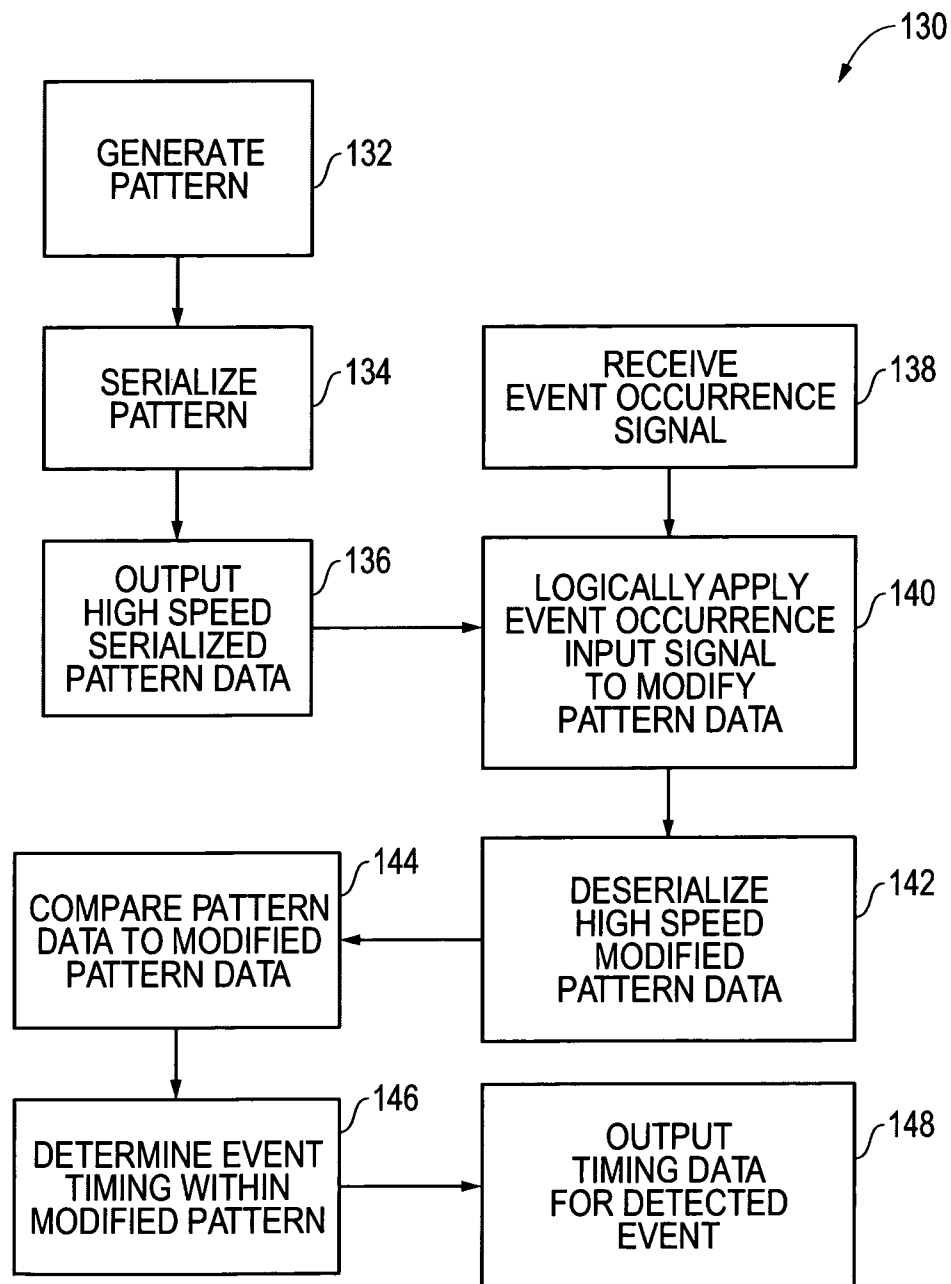 130
GENERATE
PATTERN
132
SERIALIZE
PATTERN
134
OUTPUT
HIGH SPEED
SERIALIZED
PATTERN DATA
136
RECEIVE
EVENT OCCURRENCE
SIGNAL
138
LOGICALLY APPLY
EVENT OCCURRENCE
INPUT SIGNAL
TO MODIFY
PATTERN DATA
140
DESERIALIZE
HIGH SPEED
MODIFIED
PATTERN DATA
142
COMPARE PATTERN
DATA TO MODIFIED
PATTERN DATA
144
DETERMINE EVENT
TIMING WITHIN
MODIFIED PATTERN
146
OUTPUT
TIMING DATA
FOR DETECTED
EVENT
148